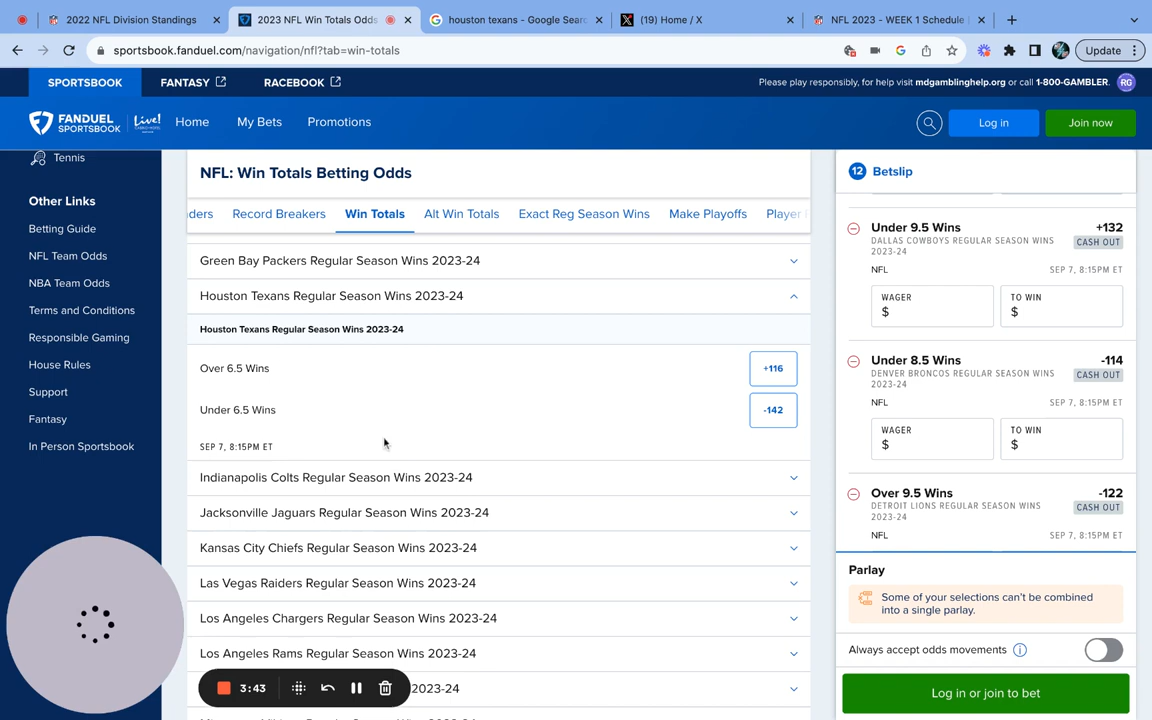 2022 NFL Division Standings
2023 NFL Win Totals Odds
houston texans - Google Sear
(19) Home / X
NFL 2023 - WEEK 1 Schedule
sportsbook.fanduel.com/navigation/nfl?tab=win-totals
Update
SPORTSBOOK
FANTASY
RACEBOOK
Please play responsibly, for help visit mdgamblinghelp.org or call 1-800-GAMBLER.
RG
FANDUEL
SPORTSBOOK
Live!
Home
My Bets
Promotions
Log in
Join now
Tennis
Other Links
Betting Guide
NFL Team Odds
NBA Team Odds
Terms and Conditions
Responsible Gaming
House Rules
Support
Fantasy
In Person Sportsbook
NFL: Win Totals Betting Odds
ders
Record Breakers
Win Totals
Alt Win Totals
Exact Reg Season Wins
Make Playoffs
Player
Green Bay Packers Regular Season Wins 2023-24
Houston Texans Regular Season Wins 2023-24
Houston Texans Regular Season Wins 2023-24
Over 6.5 Wins
+116
Under 6.5 Wins
-142
SEP 7, 8:15PM ET
Indianapolis Colts Regular Season Wins 2023-24
Jacksonville Jaguars Regular Season Wins 2023-24
Kansas City Chiefs Regular Season Wins 2023-24
Las Vegas Raiders Regular Season Wins 2023-24
Los Angeles Chargers Regular Season Wins 2023-24
Los Angeles Rams Regular Season Wins 2023-24
2023-24
3:43
12 Betslip
Under 9.5 Wins
+132
DALLAS COWBOYS REGULAR SEASON WINS
2023-24
CASH OUT
NFL
SEP 7, 8:15PM ET
WAGER
$
TO WIN
$
Under 8.5 Wins
-114
DENVER BRONCOS REGULAR SEASON WINS
2023-24
CASH OUT
NFL
SEP 7, 8:15PM ET
WAGER
$
TO WIN
$
Over 9.5 Wins
-122
DETROIT LIONS REGULAR SEASON WINS
2023-24
CASH OUT
NFL
SEP 7, 8:15PM ET
Parlay
Some of your selections can't be combined
into a single parlay.
Always accept odds movements
Log in or join to bet